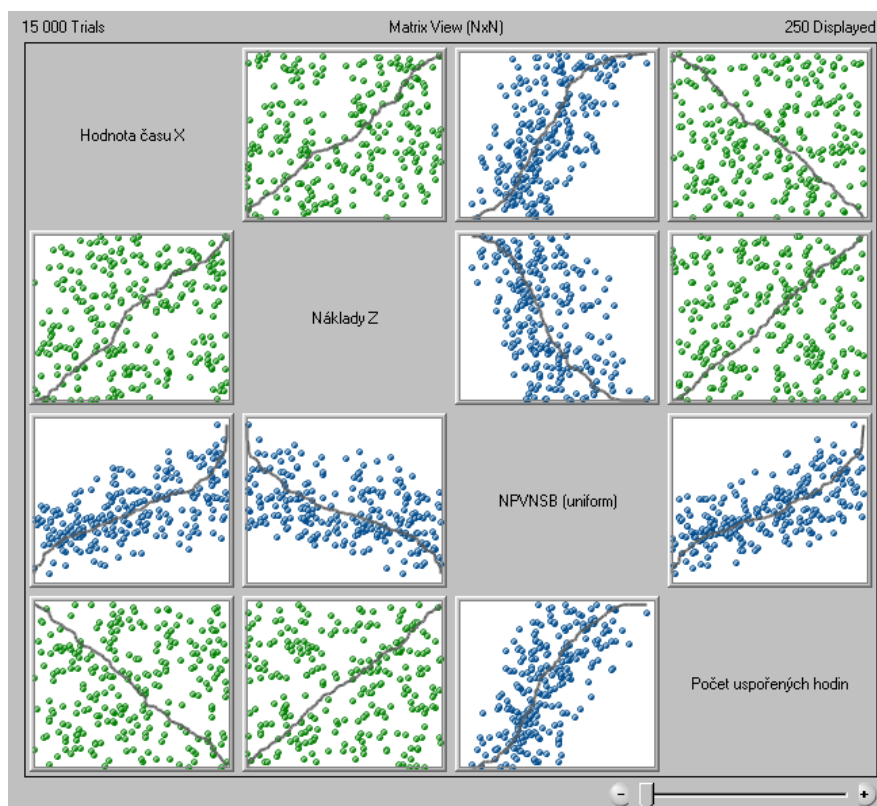 15 000 Trials
Matrix View (NxN)
250 Displayed
Hodnota času X
Náklady Z
NPVNSB (uniform)
Počet uspořených hodin